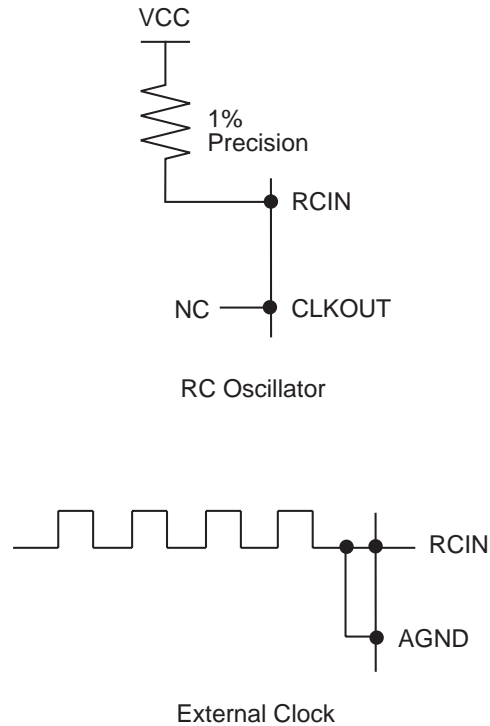 VCC
1%
Precision
RCIN
NC
CLKOUT
RC Oscillator
RCIN
AGND
External Clock